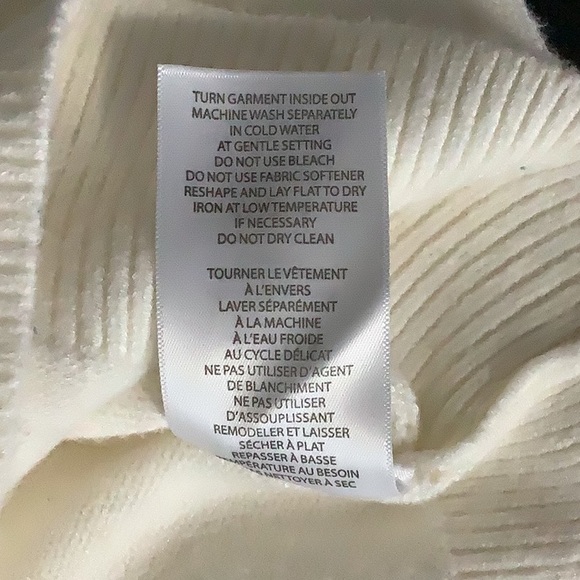 TURN GARMENT INSIDE OUT
MACHINE WASH SEPARATELY
IN COLD WATER
AT GENTLE SETTING
DO NOT USE BLEACH
DO NOT USE FABRIC SOFTENER
RESHAPE AND LAY FLAT TO DRY
IRON AT LOW TEMPERATURE
IF NECESSARY
DO NOT DRY CLEAN
TOURNER LE VÊTEMENT
À L'ENVERS
LAVER SÉPARÉMENT
À LA MACHINE
À L'EAU FROIDE
AU CYCLE DÉLICAT
NE PAS UTILISER D'AGENT
DE BLANCHIMENT
NE PAS UTILISER
D'ASSOUPLISSANT
REMODELER ET LAISSER
SÉCHER À PLAT
REPASSER À BASSE
TEMPÉRATURE AU BESOIN
NETTOYER À SEC